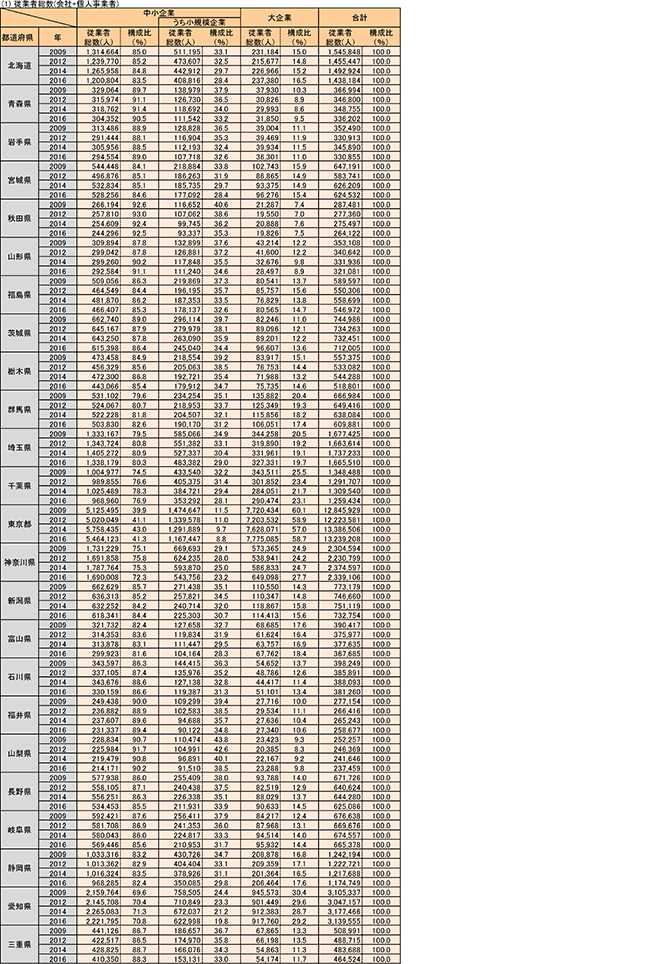 (1) 従業者総数(会社+個人事業者)
中小企業 大企業 合計
うち小規模企業
都道府県 年 従業者総数(人) 構成比(%) 従業者総数(人) 構成比(%) 従業者総数(人) 構成比(%) 従業者総数(人) 構成比(%)
北海道
2009 1,314,664 85.0 511,195 33.1 231,184 15.0 1,545,848 100.0
2012 1,239,770 85.2 473,607 32.5 215,677 14.8 1,455,447 100.0
2014 1,265,958 84.8 442,912 29.7 226,966 15.2 1,492,924 100.0
2016 1,200,804 83.5 408,816 28.4 237,380 16.5 1,438,184 100.0
青森県
2009 329,064 89.7 138,979 37.9 37,930 10.3 366,994 100.0
2012 315,974 91.1 126,730 36.5 30,826 8.9 346,800 100.0
2014 318,762 91.4 118,692 34.0 29,993 8.6 348,755 100.0
2016 304,352 90.5 111,542 33.2 31,850 9.5 336,202 100.0
岩手県
2009 313,486 88.9 128,828 36.5 39,004 11.1 352,490 100.0
2012 291,444 88.1 116,904 35.3 39,469 11.9 330,913 100.0
2014 305,956 88.5 112,193 32.4 39,934 11.5 345,890 100.0
2016 294,554 89.0 107,718 32.6 36,301 11.0 330,855 100.0
宮城県
2009 544,448 84.1 218,884 33.8 102,743 15.9 647,191 100.0
2012 496,876 85.1 186,263 31.9 86,865 14.9 583,741 100.0
2014 532,834 85.1 185,735 29.7 93,375 14.9 626,209 100.0
2016 528,256 84.6 177,092 28.4 96,276 15.4 624,532 100.0
秋田県
2009 266,194 92.6 116,652 40.6 21,287 7.4 287,481 100.0
2012 257,810 93.0 107,062 38.6 19,550 7.0 277,360 100.0
2014 254,609 92.4 99,745 36.2 20,888 7.6 275,497 100.0
2016 244,296 92.5 93,337 35.3 19,826 7.5 264,122 100.0
山形県
2009 309,894 87.8 132,899 37.6 43,214 12.2 353,108 100.0
2012 299,042 87.8 126,881 37.2 41,600 12.2 340,642 100.0
2014 299,260 90.2 117,848 35.5 32,676 9.8 331,936 100.0
2016 292,584 91.1 111,240 34.6 28,497 8.9 321,081 100.0
福島県
2009 509,056 86.3 219,869 37.3 80,541 13.7 589,597 100.0
2012 464,549 84.4 196,195 35.7 85,757 15.6 550,306 100.0
2014 481,870 86.2 187,353 33.5 76,829 13.8 558,699 100.0
2016 466,407 85.3 178,137 32.6 80,565 14.7 546,972 100.0
茨城県
2009 662,740 89.0 296,114 39.7 82,246 11.0 744,986 100.0
2012 645,167 87.9 279,979 38.1 89,096 12.1 734,263 100.0
2014 643,250 87.8 263,090 35.9 89,201 12.2 732,451 100.0
2016 615,398 86.4 245,040 34.4 96,607 13.6 712,005 100.0
栃木県
2009 473,458 84.9 218,554 39.2 83,917 15.1 557,375 100.0
2012 456,329 85.6 205,063 38.5 76,753 14.4 533,082 100.0
2014 472,300 86.8 192,721 35.4 71,988 13.2 544,288 100.0
2016 443,066 85.4 179,912 34.7 75,735 14.6 518,801 100.0
群馬県
2009 531,102 79.6 234,254 35.1 135,882 20.4 666,984 100.0
2012 524,067 80.7 218,953 33.7 125,349 19.3 649,416 100.0
2014 522,228 81.8 204,507 32.1 115,856 18.2 638,084 100.0
2016 503,830 82.6 190,170 31.2 106,051 17.4 609,881 100.0
埼玉県
2009 1,333,167 79.5 585,066 34.9 344,258 20.5 1,677,425 100.0
2012 1,343,724 80.8 551,382 33.1 319,890 19.2 1,663,614 100.0
2014 1,405,272 80.9 527,337 30.4 331,961 19.1 1,737,233 100.0
2016 1,338,179 80.3 483,382 29.0 327,331 19.7 1,665,510 100.0
千葉県
2009 1,004,977 74.5 433,540 32.2 343,511 25.5 1,348,488 100.0
2012 989,855 76.6 405,375 31.4 301,852 23.4 1,291,707 100.0
2014 1,025,489 78.3 384,721 29.4 284,051 21.7 1,309,540 100.0
2016 968,960 76.9 353,292 28.1 290,474 23.1 1,259,434 100.0
東京都
2009 5,125,495 39.9 1,474,647 11.5 7,720,434 60.1 12,845,929 100.0
2012 5,020,049 41.1 1,339,578 11.0 7,203,532 58.9 12,223,581 100.0
2014 5,758,435 43.0 1,291,889 9.7 7,628,071 57.0 13,386,506 100.0
2016 5,464,123 41.3 1,167,447 8.8 7,775,085 58.7 13,239,208 100.0
神奈川県
2009 1,731,229 75.1 669,693 29.1 573,365 24.9 2,304,594 100.0
2012 1,691,858 75.8 624,235 28.0 538,941 24.2 2,230,799 100.0
2014 1,787,764 75.3 593,870 25.0 586,833 24.7 2,374,597 100.0
2016 1,690,008 72.3 543,756 23.2 649,098 27.7 2,339,106 100.0
新潟県
2009 662,629 85.7 271,438 35.1 110,550 14.3 773,179 100.0
2012 636,313 85.2 257,821 34.5 110,347 14.8 746,660 100.0
2014 632,252 84.2 240,714 32.0 118,867 15.8 751,119 100.0
2016 618,341 84.4 225,303 30.7 114,413 15.6 732,754 100.0
富山県
2009 321,732 82.4 127,658 32.7 68,685 17.6 390,417 100.0
2012 314,353 83.6 119,834 31.9 61,624 16.4 375,977 100.0
2014 313,878 83.1 111,447 29.5 63,757 16.9 377,635 100.0
2016 299,923 81.6 104,164 28.3 67,762 18.4 367,685 100.0
石川県
2009 343,597 86.3 144,415 36.3 54,652 13.7 398,249 100.0
2012 337,105 87.4 135,976 35.2 48,786 12.6 385,891 100.0
2014 343,676 88.6 127,138 32.8 44,417 11.4 388,093 100.0
2016 330,159 86.6 119,387 31.3 51,101 13.4 381,260 100.0
福井県
2009 249,438 90.0 109,299 39.4 27,716 10.0 277,154 100.0
2012 236,882 88.9 102,583 38.5 29,534 11.1 266,416 100.0
2014 237,607 89.6 94,688 35.7 27,636 10.4 265,243 100.0
2016 231,337 89.4 90,122 34.8 27,340 10.6 258,677 100.0
山梨県
2009 228,834 90.7 110,474 43.8 23,423 9.3 252,257 100.0
2012 225,984 91.7 104,991 42.6 20,385 8.3 246,369 100.0
2014 219,479 90.8 96,891 40.1 22,167 9.2 241,646 100.0
2016 214,171 90.2 91,510 38.5 23,288 9.8 237,459 100.0
長野県
2009 577,938 86.0 255,409 38.0 93,788 14.0 671,726 100.0
2012 558,105 87.1 240,438 37.5 82,519 12.9 640,624 100.0
2014 556,251 86.3 226,338 35.1 88,029 13.7 644,280 100.0
2016 534,453 85.5 211,931 33.9 90,633 14.5 625,086 100.0
岐阜県
2009 592,421 87.6 256,411 37.9 84,217 12.4 676,638 100.0
2012 581,708 86.9 241,353 36.0 87,968 13.1 669,676 100.0
2014 580,043 86.0 224,817 33.3 94,514 14.0 674,557 100.0
2016 569,446 85.6 210,953 31.7 95,932 14.4 665,378 100.0
静岡県
2009 1,033,316 83.2 430,726 34.7 208,878 16.8 1,242,194 100.0
2012 1,013,362 82.9 404,404 33.1 209,359 17.1 1,222,721 100.0
2014 1,016,324 83.5 378,926 31.1 201,364 16.5 1,217,688 100.0
2016 968,285 82.4 350,085 29.8 206,464 17.6 1,174,749 100.0
愛知県
2009 2,159,764 69.6 758,505 24.4 945,573 30.4 3,105,337 100.0
2012 2,145,708 70.4 710,849 23.3 901,449 29.6 3,047,157 100.0
2014 2,265,083 71.3 672,037 21.2 912,383 28.7 3,177,466 100.0
2016 2,221,795 70.8 622,998 19.8 917,760 29.2 3,139,555 100.0
三重県
2009 441,126 86.7 186,657 36.7 67,865 13.3 508,991 100.0
2012 422,517 86.5 174,970 35.8 66,198 13.5 488,715 100.0
2014 428,825 88.7 166,076 34.3 54,863 11.3 483,688 100.0
2016 410,350 88.3 153,131 33.0 54,174 11.7 464,524 100.0